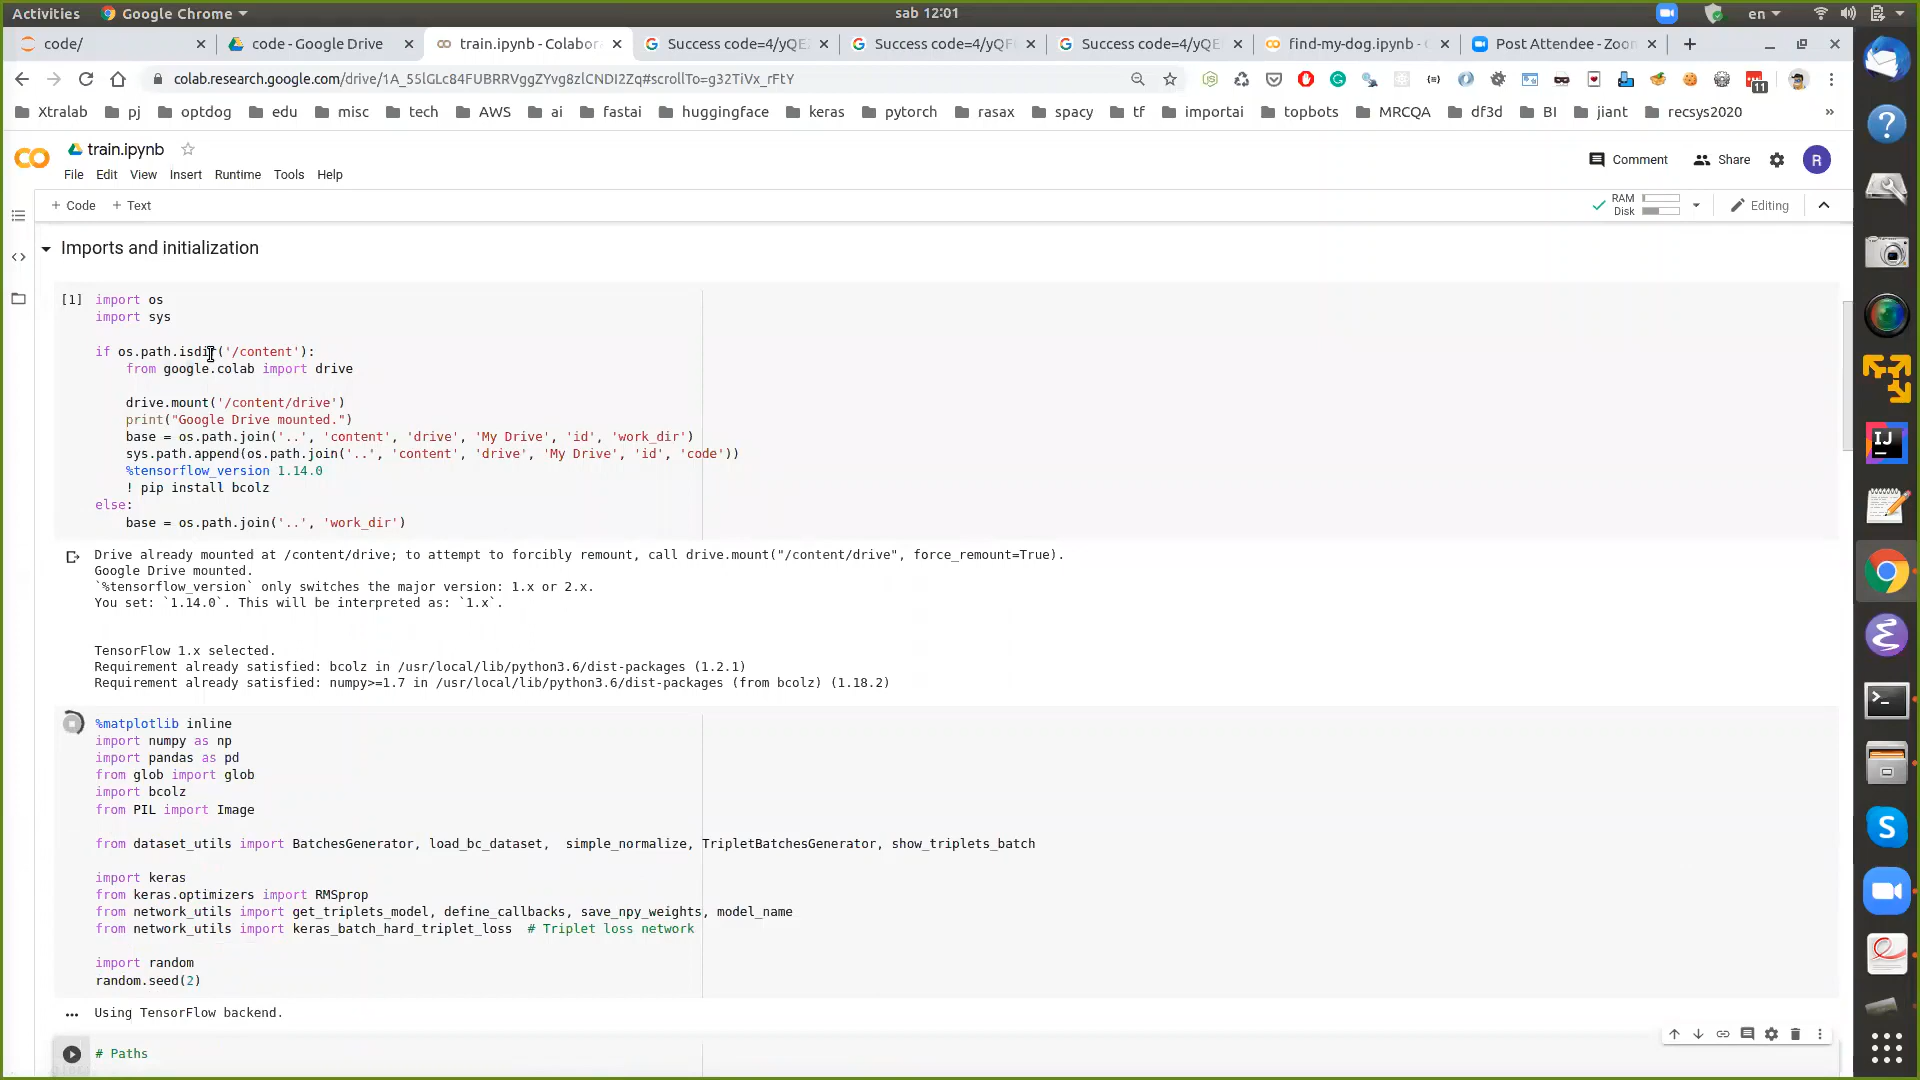 Activities Google Chrome sab 12:01 en
code/ code - Google Drive train.ipynb - Colabor Success code=4/yQE Success code=4/yQF Success code=4/yQE find-my-dog.ipynb - Post Attendee - Zoom
colab.research.google.com/drive/1A_55lGLc84FUBRRVggZYvg8zlCNDI2Zq#scrollTo=g32TiVx_rFtY 11
Xtralab pj optdog edu misc tech AWS ai fastai huggingface keras pytorch rasax spacy tf importai topbots MRCQA df3d BI jiant recsys2020 »
train.ipynb Comment Share R
File Edit View Insert Runtime Tools Help
+ Code + Text RAM Disk Editing
Imports and initialization
[1] import os
import sys
if os.path.isdir('/content'):
from google.colab import drive
drive.mount('/content/drive')
print("Google Drive mounted.")
base = os.path.join('..', 'content', 'drive', 'My Drive', 'id', 'work_dir')
sys.path.append(os.path.join('..', 'content', 'drive', 'My Drive', 'id', 'code'))
%tensorflow_version 1.14.0
! pip install bcolz
else:
base = os.path.join('..', 'work_dir')
Drive already mounted at /content/drive; to attempt to forcibly remount, call drive.mount("/content/drive", force_remount=True).
Google Drive mounted.
`%tensorflow_version` only switches the major version: 1.x or 2.x.
You set: `1.14.0`. This will be interpreted as: `1.x`.
TensorFlow 1.x selected.
Requirement already satisfied: bcolz in /usr/local/lib/python3.6/dist-packages (1.2.1)
Requirement already satisfied: numpy>=1.7 in /usr/local/lib/python3.6/dist-packages (from bcolz) (1.18.2)
%matplotlib inline
import numpy as np
import pandas as pd
from glob import glob
import bcolz
from PIL import Image
from dataset_utils import BatchesGenerator, load_bc_dataset, simple_normalize, TripletBatchesGenerator, show_triplets_batch
import keras
from keras.optimizers import RMSprop
from network_utils import get_triplets_model, define_callbacks, save_npy_weights, model_name
from network_utils import keras_batch_hard_triplet_loss # Triplet loss network
import random
random.seed(2)
Using TensorFlow backend.
# Paths